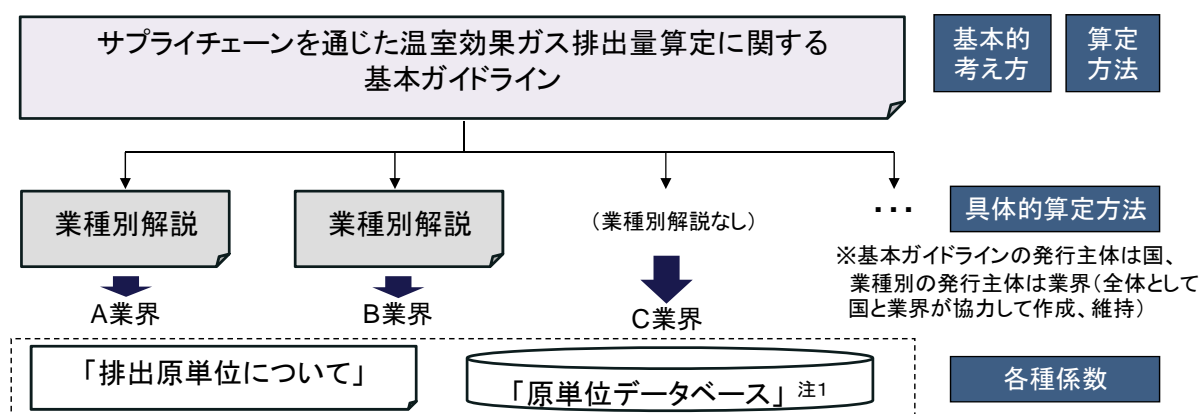 サプライチェーンを通じた温室効果ガス排出量算定に関する
基本ガイドライン
基本的
考え方
算定
方法
業種別解説
業種別解説
（業種別解説なし）
・・・
具体的算定方法
※基本ガイドラインの発行主体は国、
業種別の発行主体は業界（全体として
国と業界が協力して作成、維持）
A業界
B業界
C業界
「排出原単位について」
「原単位データベース」 注1
各種係数